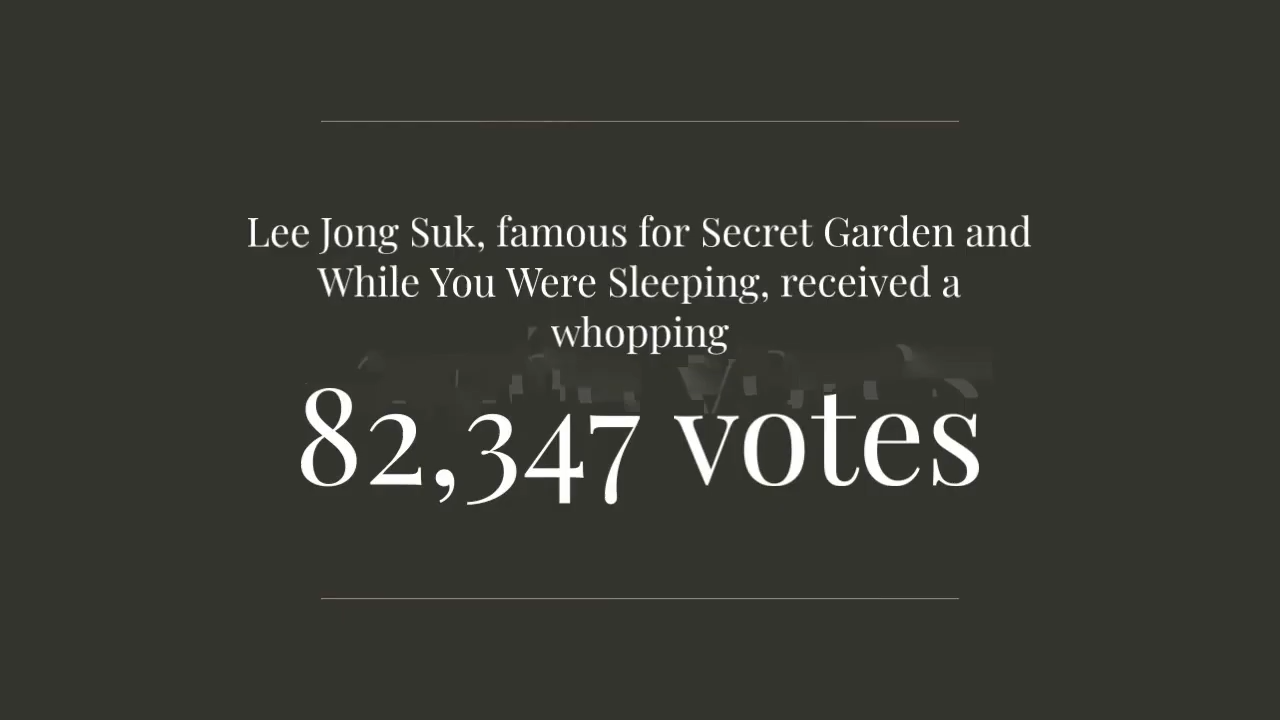 Lee Jong Suk, famous for Secret Garden and
While You Were Sleeping, received a
whopping
82,347 votes